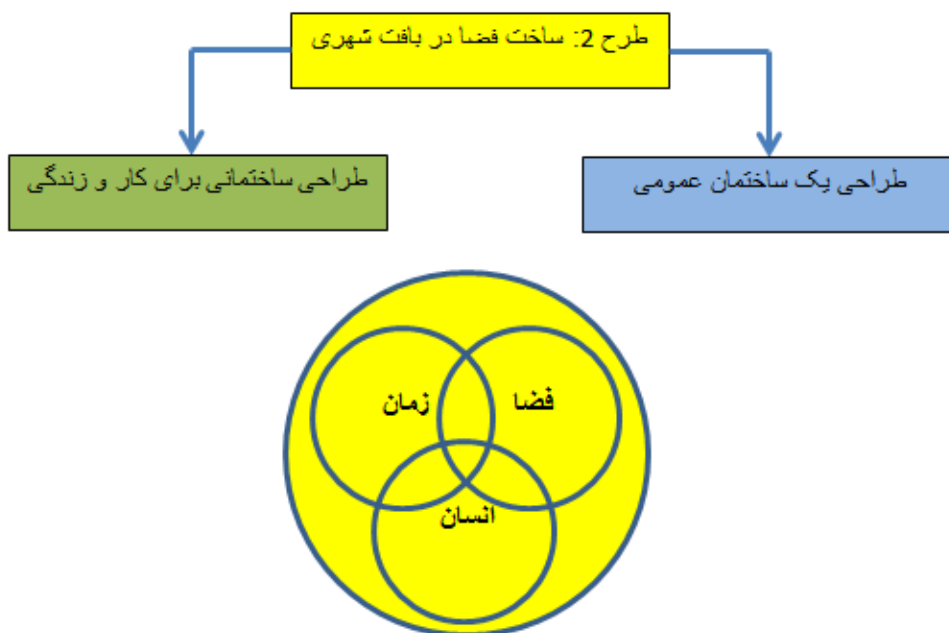 طرح 2: ساخت فضا در بافت شهری
طراحی یک ساختمان عمومی
طراحی ساختمانی برای کار و زندگی
فضا
زمان
انسان